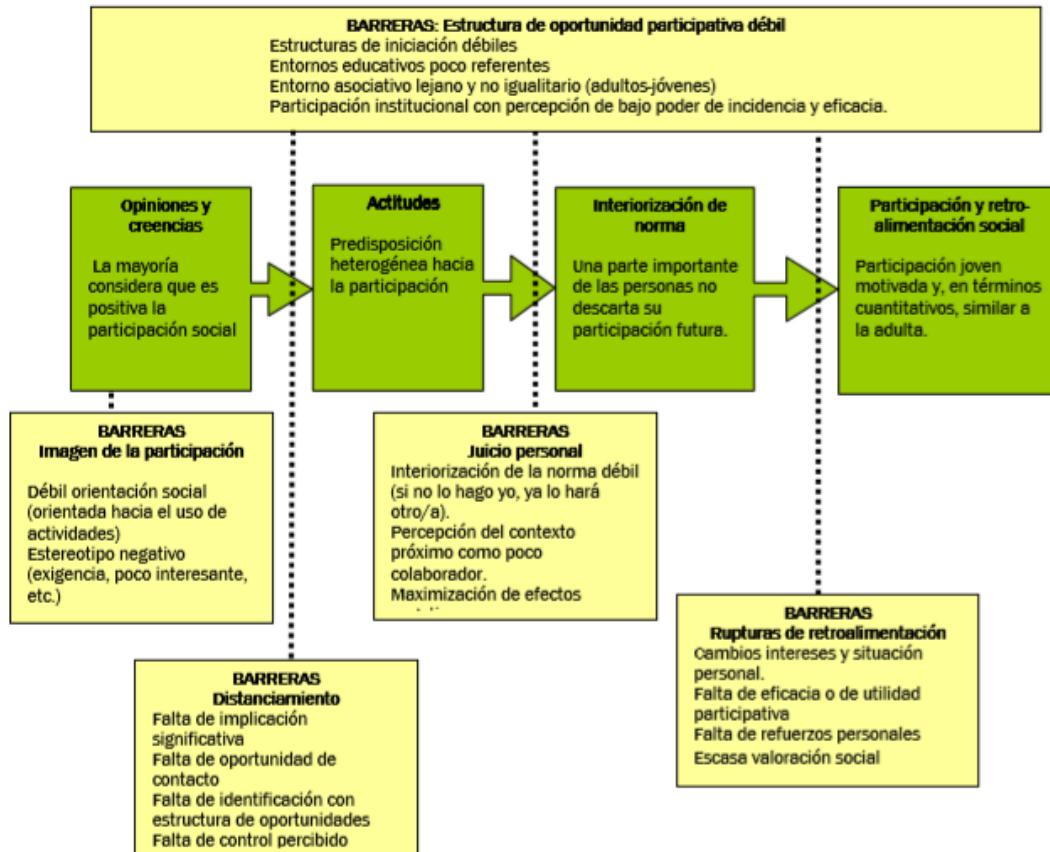 BARRERAS: Estructura de oportunidad participativa débil
Estructuras de iniciación débiles
Entornos educativos poco referentes
Entorno asociativo lejano y no igualitario (adultos-jóvenes)
Participación institucional con percepción de bajo poder de incidencia y eficacia.
Opiniones y
creencias
La mayoría
considera que es
positiva la
participación social
Actitudes
Predisposición
heterogénea hacia
la participación
Interiorización de
norma
Una parte importante
de las personas no
descarta su
participación futura.
Participación y retro-
alimentación social
Participación joven
motivada y, en términos
cuantitativos, similar a
la adulta.
BARRERAS
Imagen de la participación
Débil orientación social
(orientada hacia el uso de
actividades)
Estereotipo negativo
(exigencia, poco interesante,
etc.)
BARRERAS
Distanciamiento
Falta de implicación
significativa
Falta de oportunidad de
contacto
Falta de identificación con
estructura de oportunidades
Falta de control percibido
BARRERAS
Juicio personal
Interiorización de la norma débil
(si no lo hago yo, ya lo hará
otro/a).
Percepción del contexto
próximo como poco
colaborador.
Maximización de efectos
BARRERAS
Rupturas de retroalimentación
Cambios intereses y situación
personal.
Falta de eficacia o de utilidad
participativa
Falta de refuerzos personales
Escasa valoración social